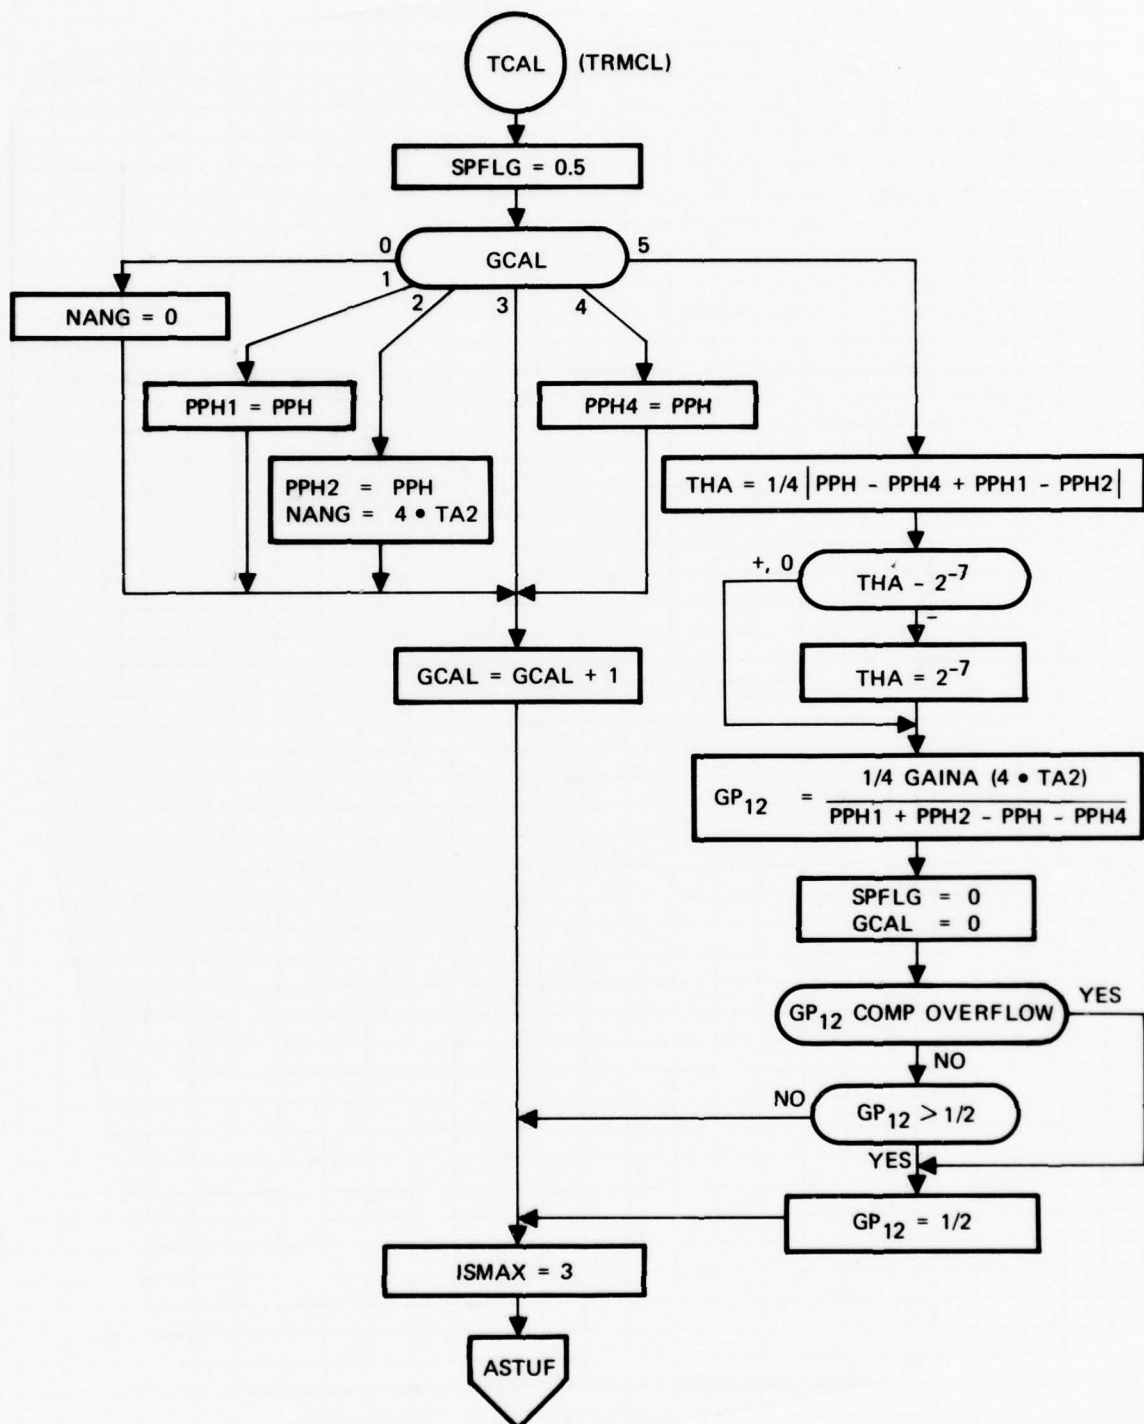 TCAL (TRMCL)
SPFLG = 0.5
GCAL
0
1
2
3
4
5
NANG = 0
PPH1 = PPH
PPH2 = PPH
NANG = 4 • TA2
PPH4 = PPH
THA = 1/4 |PPH - PPH4 + PPH1 - PPH2|
+, 0
THA - 2⁻⁷
-
THA = 2⁻⁷
GCAL = GCAL + 1
GP₁₂ = 1/4 GAINA (4 • TA2)
PPH1 + PPH2 - PPH - PPH4
SPFLG = 0
GCAL = 0
GP₁₂ COMP OVERFLOW
YES
NO
GP₁₂ > 1/2
NO
YES
GP₁₂ = 1/2
ISMAX = 3
ASTUF